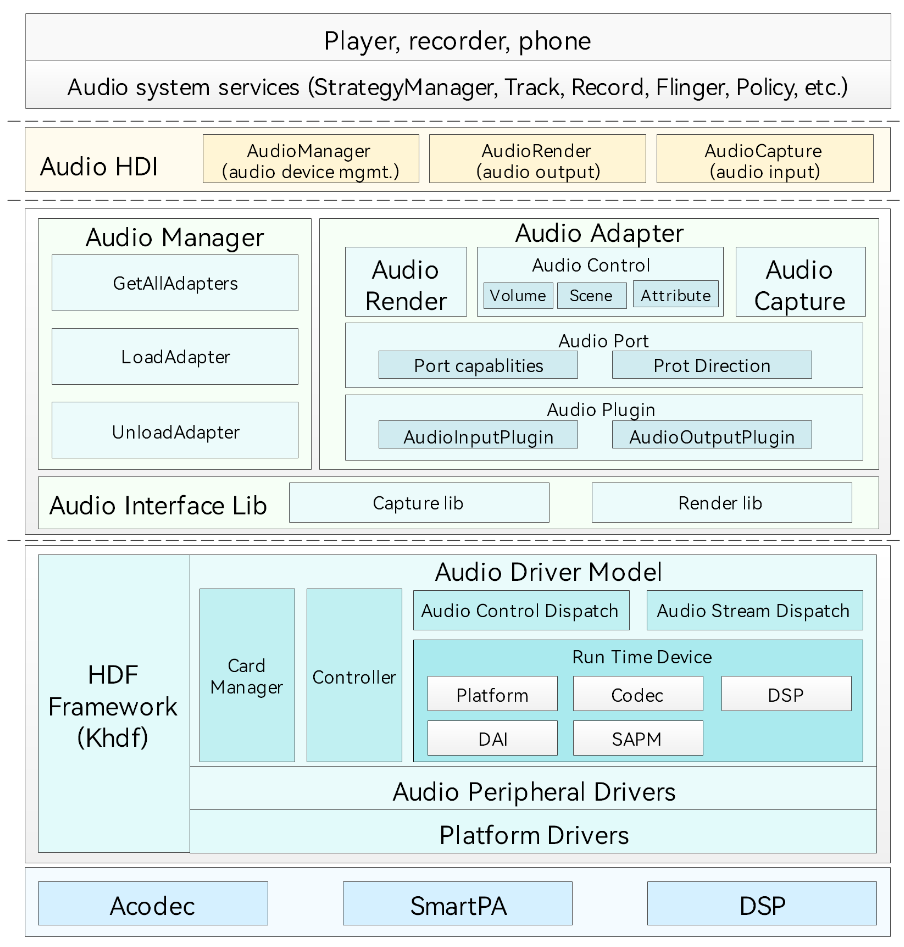 Player, recorder, phone
Audio system services (StrategyManager, Track, Record, Flinger, Policy, etc.)
Audio HDI
AudioManager
(audio device mgmt.)
AudioRender
(audio output)
AudioCapture
(audio input)
Audio Manager
GetAllAdapters
LoadAdapter
UnloadAdapter
Audio Adapter
Audio
Render
Audio Control
Volume
Scene
Attribute
Audio
Capture
Audio Port
Port capablities
Prot Direction
Audio Plugin
AudioInputPlugin
AudioOutputPlugin
Audio Interface Lib
Capture lib
Render lib
HDF
Framework
(Khdf)
Audio Driver Model
Card
Manager
Controller
Audio Control Dispatch
Audio Stream Dispatch
Run Time Device
Platform
Codec
DSP
DAI
SAPM
Audio Peripheral Drivers
Platform Drivers
Acodec
SmartPA
DSP